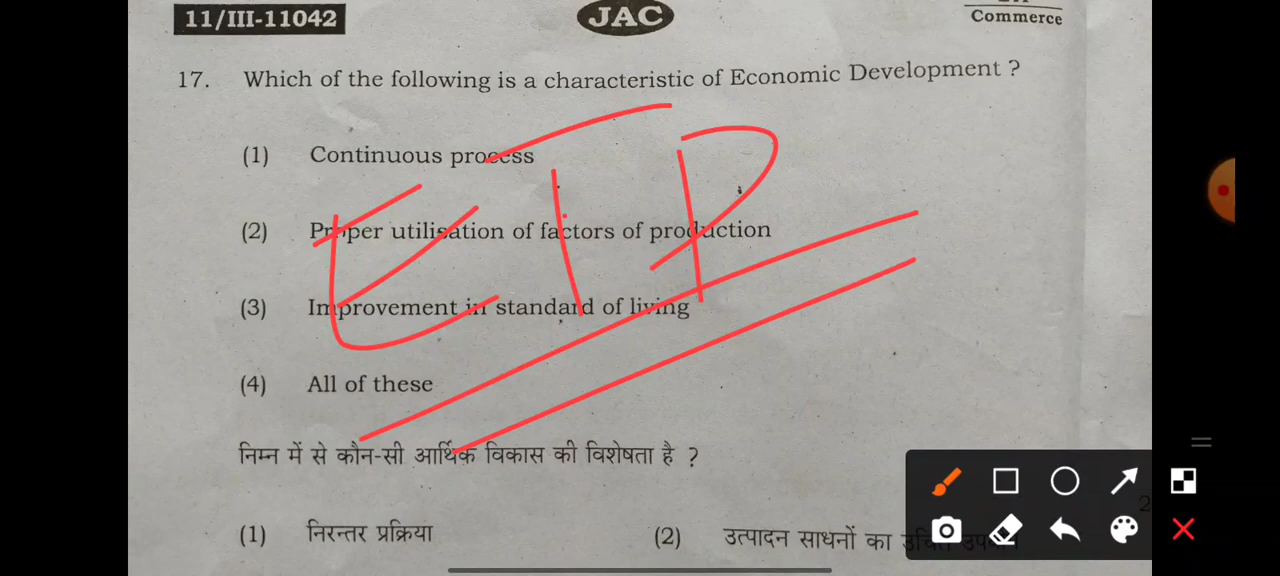 11/III-11042
JAC
Commerce
17. Which of the following is a characteristic of Economic Development ?
(1) Continuous process
(2) Proper utilisation of factors of production
(3) Improvement in standard of living
(4) All of these
निम्न में से कौन-सी आर्थिक विकास की विशेषता है ?
(1) निरन्तर प्रक्रिया
(2) उत्पादन साधनों का उचित
EIP